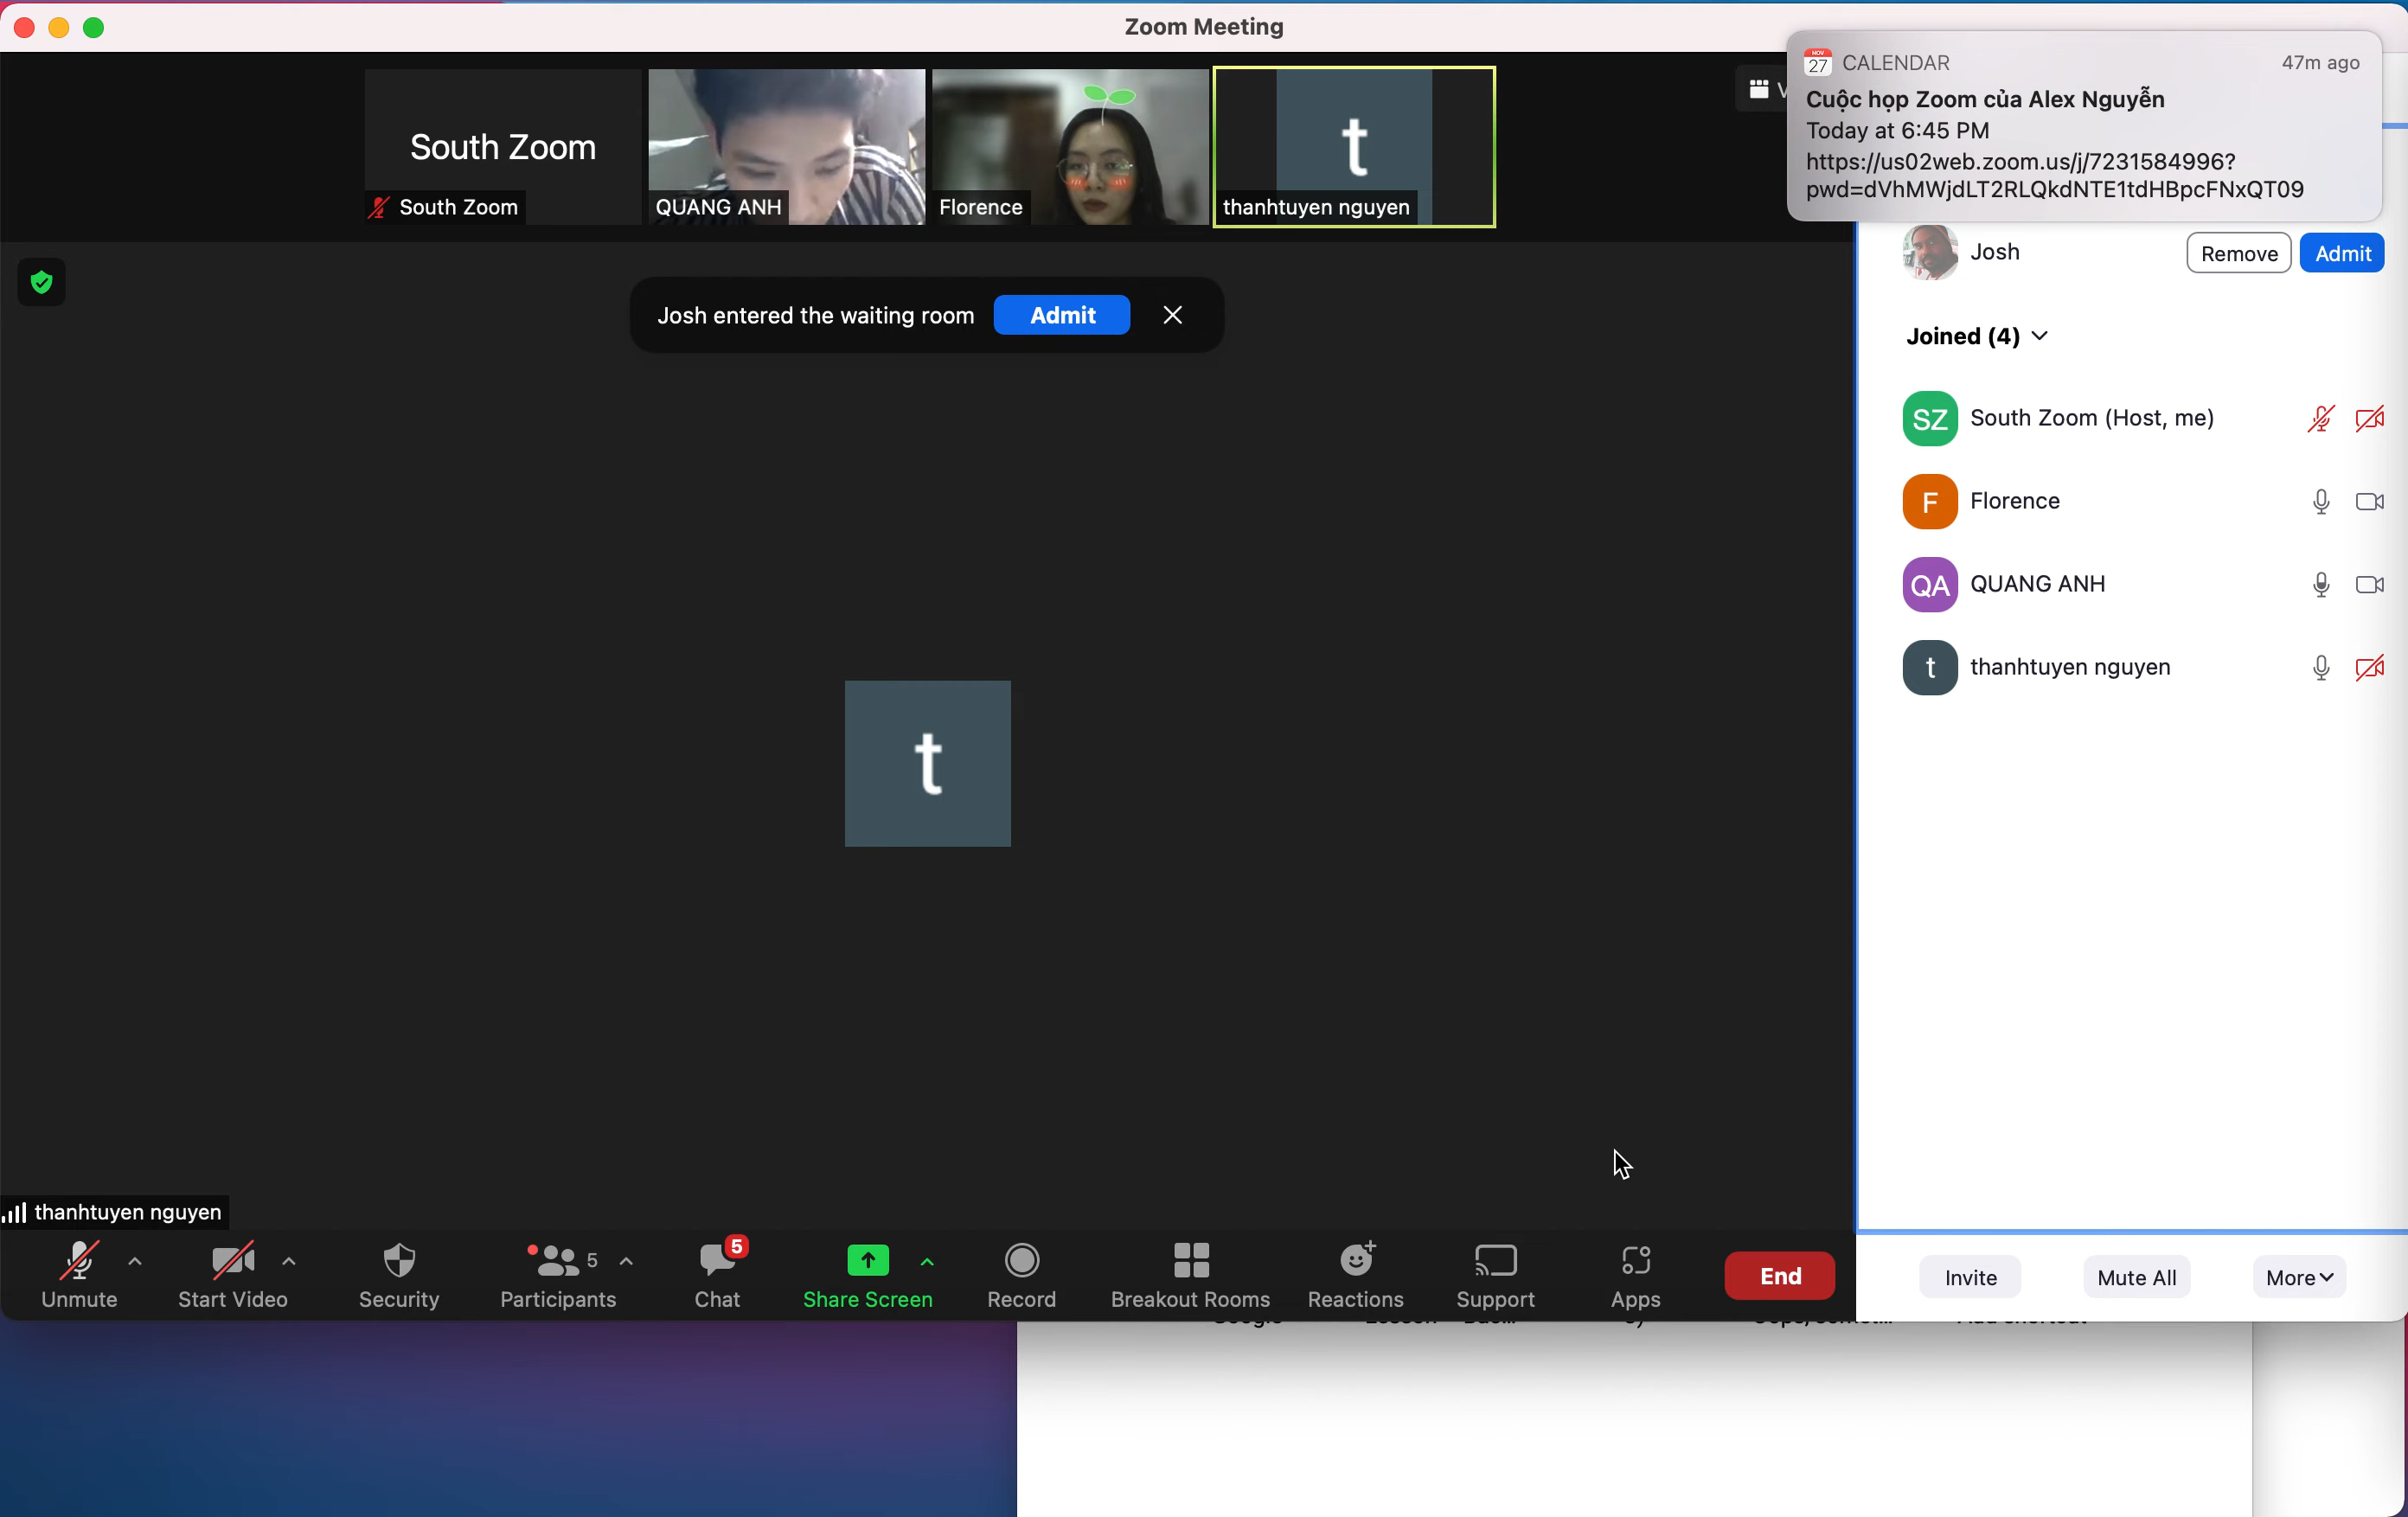 Zoom Meeting
NOV
27
CALENDAR
47m ago
Cuộc họp Zoom của Alex Nguyễn
Today at 6:45 PM
https://us02web.zoom.us/j/7231584996?
pwd=dVhMWjdLT2RLQkdNTE1tdHBpcFNxQT09
South Zoom
South Zoom
QUANG ANH
Florence
t
thanhtuyen nguyen
Josh entered the waiting room
Admit
Josh
Remove
Admit
Joined (4)
SZ
South Zoom (Host, me)
F
Florence
QA
QUANG ANH
t
thanhtuyen nguyen
t
thanhtuyen nguyen
Unmute
Start Video
Security
5
Participants
5
Chat
Share Screen
Record
Breakout Rooms
Reactions
Support
Apps
End
Invite
Mute All
More